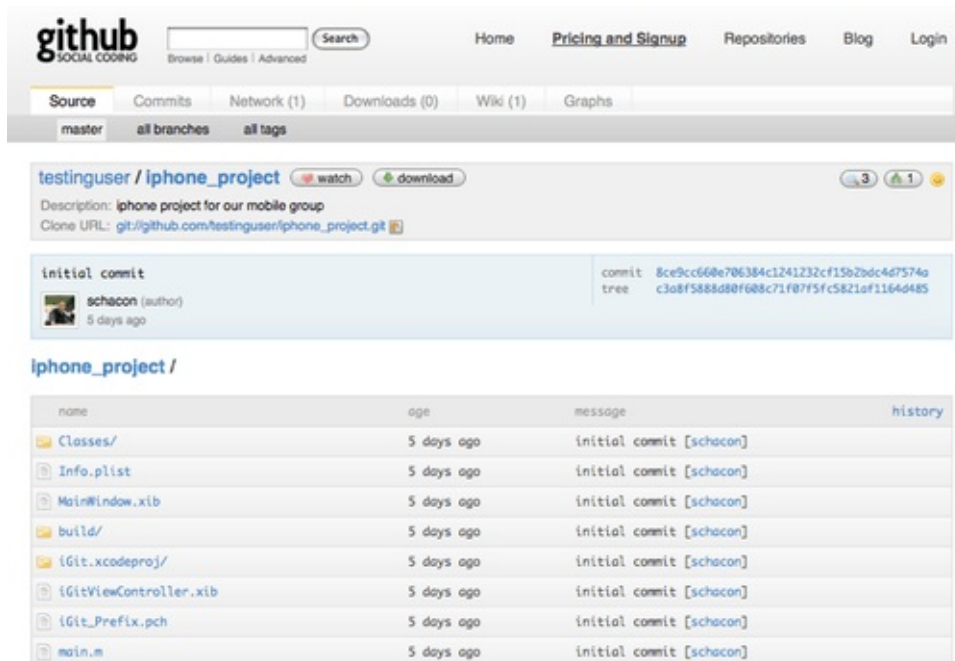 github
SOCIAL CODING
Search
Browse | Guides | Advanced
Home Pricing and Signup Repositories Blog Login
Source Commits Network (1) Downloads (0) Wiki (1) Graphs
master all branches all tags
testinguser / iphone_project watch download 3 1
Description: iphone project for our mobile group
Clone URL: git://github.com/testinguser/iphone_project.git
initial commit
schacon (author)
5 days ago
commit 8ce9cc660e706384c1241232cf15b2bdc4d7574a
tree c3a8f5888d80f608c71f07f5fc5821af1164d485
iphone_project /
name age message history
Classes/ 5 days ago initial commit [schacon]
Info.plist 5 days ago initial commit [schacon]
MainWindow.xib 5 days ago initial commit [schacon]
build/ 5 days ago initial commit [schacon]
iGit.xcodeproj/ 5 days ago initial commit [schacon]
iGitViewController.xib 5 days ago initial commit [schacon]
iGit_Prefix.pch 5 days ago initial commit [schacon]
main.m 5 days ago initial commit [schacon]